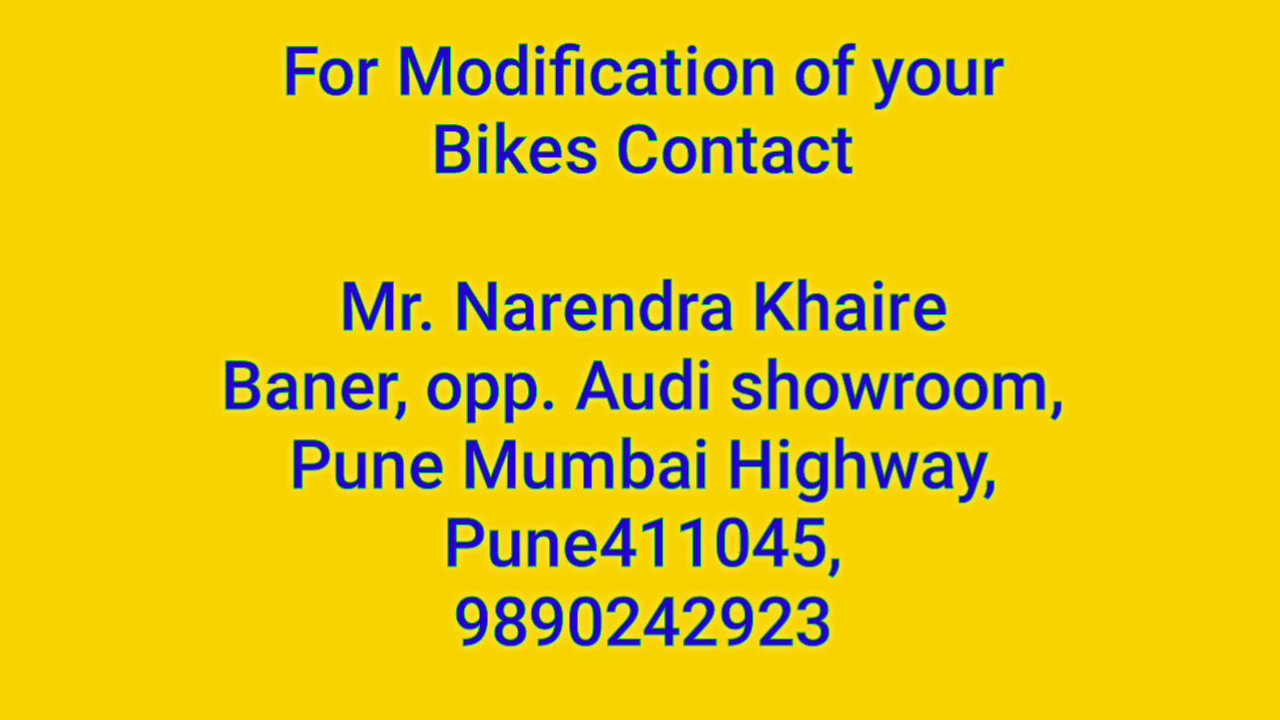 For Modification of your
Bikes Contact
Mr. Narendra Khaire
Baner, opp. Audi showroom,
Pune Mumbai Highway,
Pune411045,
9890242923